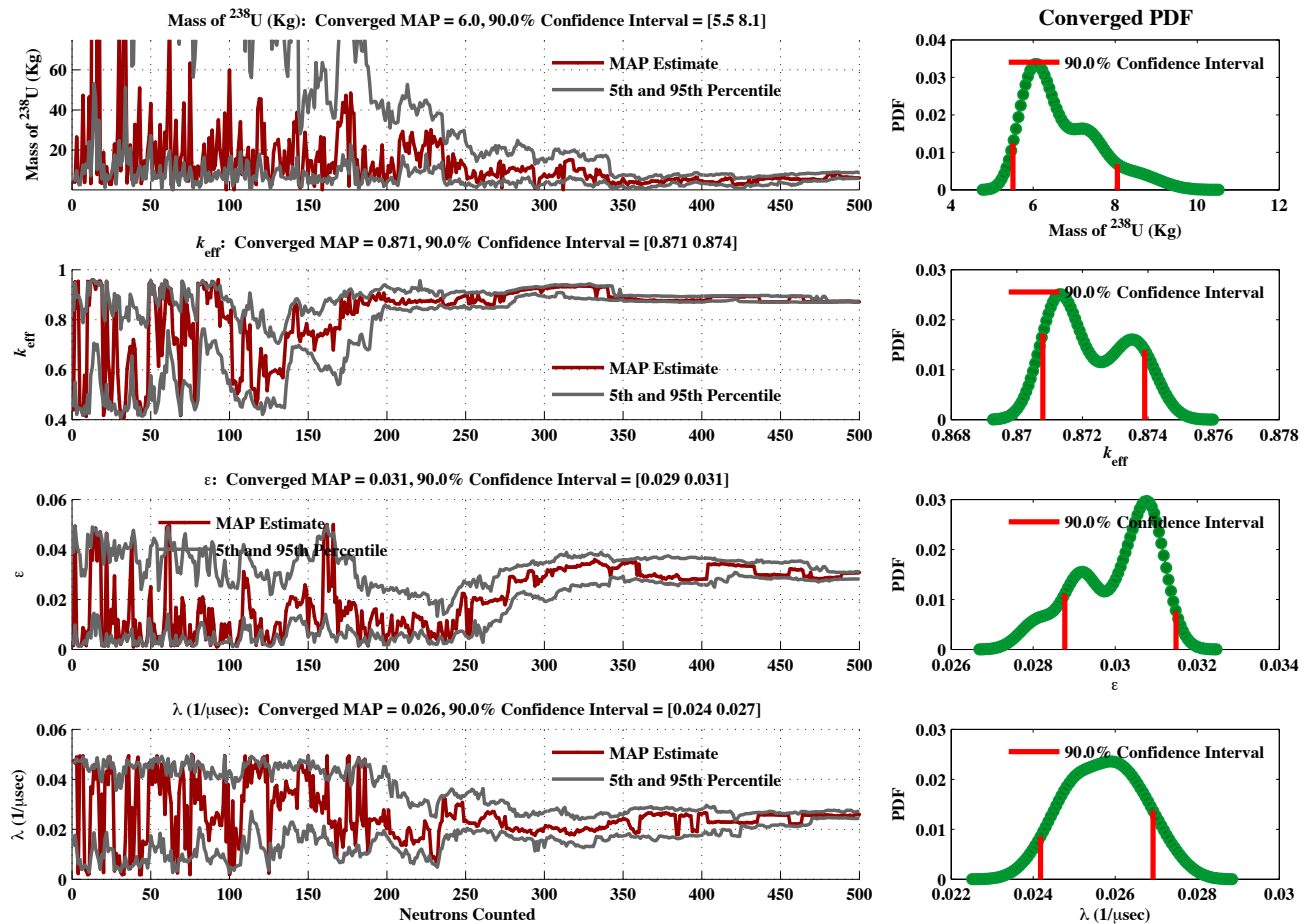 Mass of ²³⁸U (Kg): Converged MAP = 6.0, 90.0% Confidence Interval = [5.5 8.1]
Mass of ²³⁸U (Kg)
60
40
20
MAP Estimate
5th and 95th Percentile
0 50 100 150 200 250 300 350 400 450 500
Converged PDF
PDF
0.04
0.03
0.02
0.01
0
90.0% Confidence Interval
4 6 8 10 12
Mass of ²³⁸U (Kg)
k_eff: Converged MAP = 0.871, 90.0% Confidence Interval = [0.871 0.874]
k_eff
1
0.8
0.6
0.4
MAP Estimate
5th and 95th Percentile
0 50 100 150 200 250 300 350 400 450 500
PDF
0.03
0.02
0.01
0
90.0% Confidence Interval
0.868 0.87 0.872 0.874 0.876 0.878
k_eff
ε: Converged MAP = 0.031, 90.0% Confidence Interval = [0.029 0.031]
ε
0.06
0.04
0.02
0
MAP Estimate
5th and 95th Percentile
0 50 100 150 200 250 300 350 400 450 500
PDF
0.03
0.02
0.01
0
90.0% Confidence Interval
0.026 0.028 0.03 0.032 0.034
ε
λ (1/μsec): Converged MAP = 0.026, 90.0% Confidence Interval = [0.024 0.027]
λ (1/μsec)
0.06
0.04
0.02
0
MAP Estimate
5th and 95th Percentile
0 50 100 150 200 250 300 350 400 450 500
Neutrons Counted
PDF
0.03
0.02
0.01
0
90.0% Confidence Interval
0.022 0.024 0.026 0.028 0.03
λ (1/μsec)